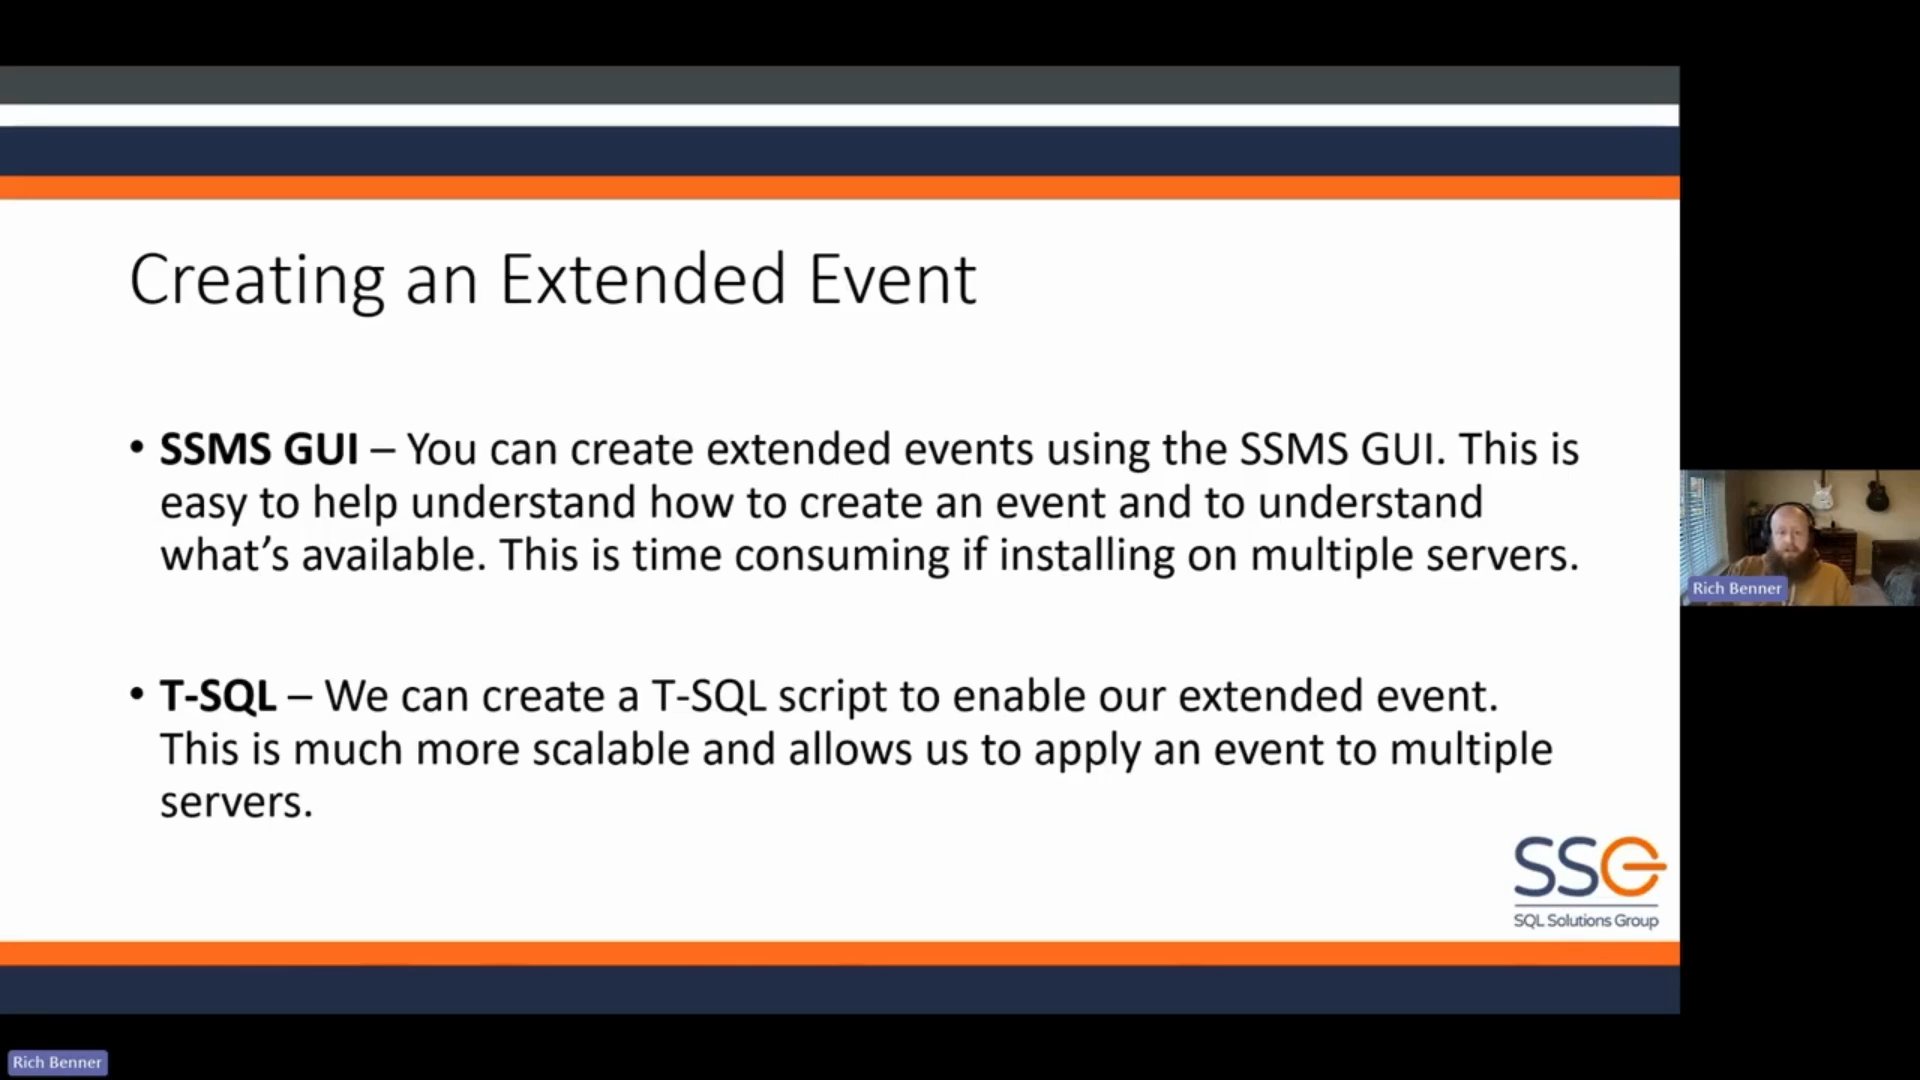 Creating an Extended Event
• SSMS GUI – You can create extended events using the SSMS GUI. This is
easy to help understand how to create an event and to understand
what’s available. This is time consuming if installing on multiple servers.
• T-SQL – We can create a T-SQL script to enable our extended event.
This is much more scalable and allows us to apply an event to multiple
servers.
SSG
SQL Solutions Group
Rich Benner
Rich Benner